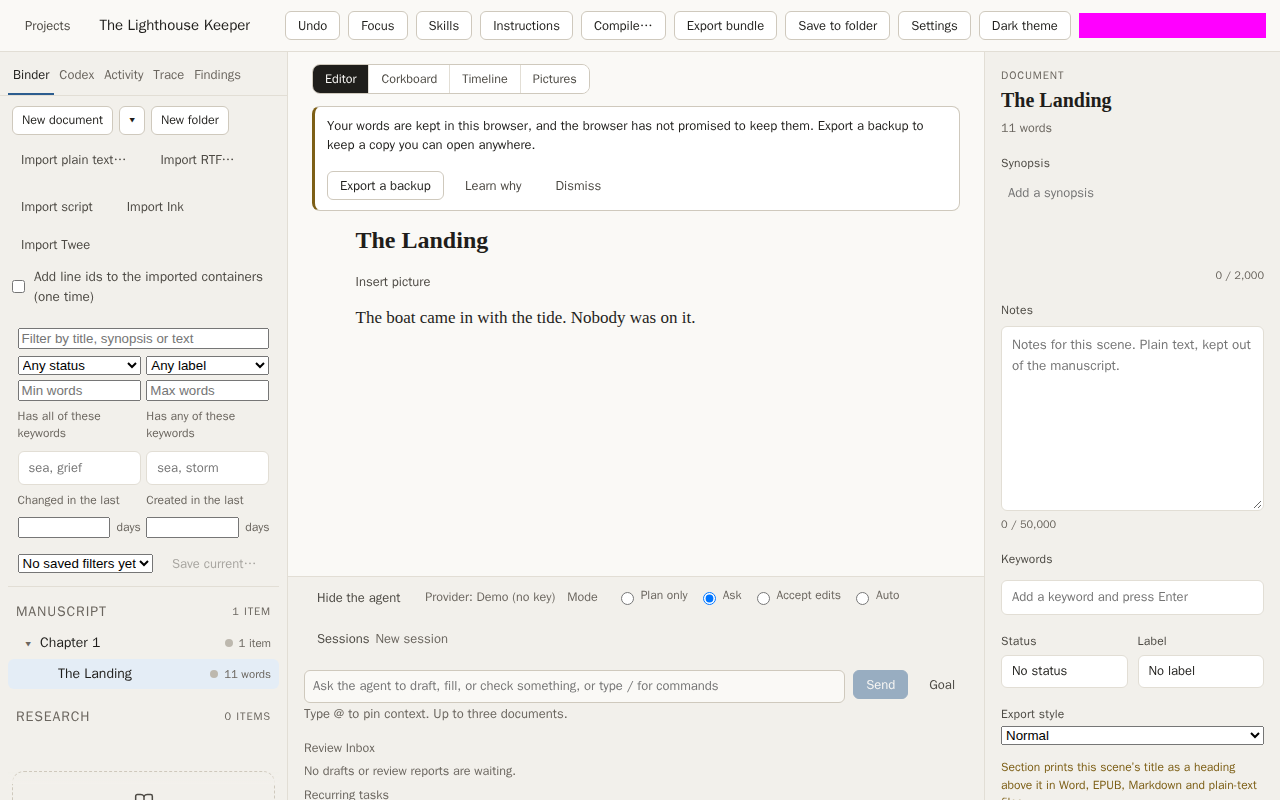 Projects
The Lighthouse Keeper
Undo
Focus
Skills
Instructions
Compile…
Export bundle
Save to folder
Settings
Dark theme
Binder
Codex
Activity
Trace
Findings
New document
New folder
Import plain text…
Import RTF…
Import script
Import Ink
Import Twee
Add line ids to the imported containers
(one time)
Filter by title, synopsis or text
Any status
Any label
Min words
Max words
Has all of these
keywords
Has any of these
keywords
sea, grief
sea, storm
Changed in the last
Created in the last
days
days
No saved filters yet
Save current…
MANUSCRIPT
1 ITEM
Chapter 1
1 item
The Landing
11 words
RESEARCH
0 ITEMS
Editor
Corkboard
Timeline
Pictures
Your words are kept in this browser, and the browser has not promised to keep them. Export a backup to
keep a copy you can open anywhere.
Export a backup
Learn why
Dismiss
The Landing
Insert picture
The boat came in with the tide. Nobody was on it.
Hide the agent
Provider: Demo (no key)
Mode
Plan only
Ask
Accept edits
Auto
Sessions
New session
Ask the agent to draft, fill, or check something, or type / for commands
Send
Goal
Type @ to pin context. Up to three documents.
Review Inbox
No drafts or review reports are waiting.
Recurring tasks
DOCUMENT
The Landing
11 words
Synopsis
Add a synopsis
0 / 2,000
Notes
Notes for this scene. Plain text, kept out
of the manuscript.
0 / 50,000
Keywords
Add a keyword and press Enter
Status
Label
No status
No label
Export style
Normal
Section prints this scene's title as a heading
above it in Word, EPUB, Markdown and plain-text